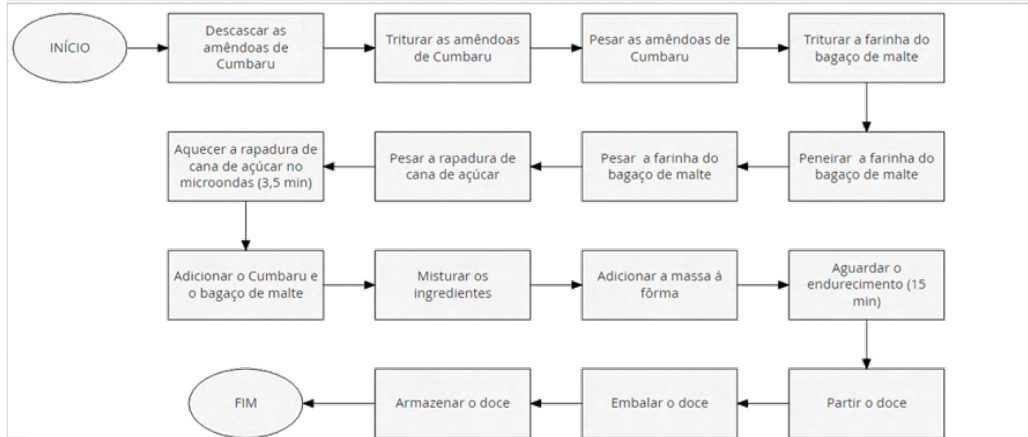 INÍCIO
Descascar as
amêndoas de
Cumbaru
Triturar as amêndoas
de Cumbaru
Pesar as amêndoas de
Cumbaru
Triturar a farinha do
bagaço de malte
Peneirar a farinha do
bagaço de malte
Pesar a farinha do
bagaço de malte
Pesar a rapadura de
cana de açúcar
Aquecer a rapadura de
cana de açúcar no
microondas (3,5 min)
Adicionar o Cumbaru e
o bagaço de malte
Misturar os
ingredientes
Adicionar a massa á
fôrma
Aguardar o
endurecimento (15
min)
Partir o doce
Embalar o doce
Armazenar o doce
FIM